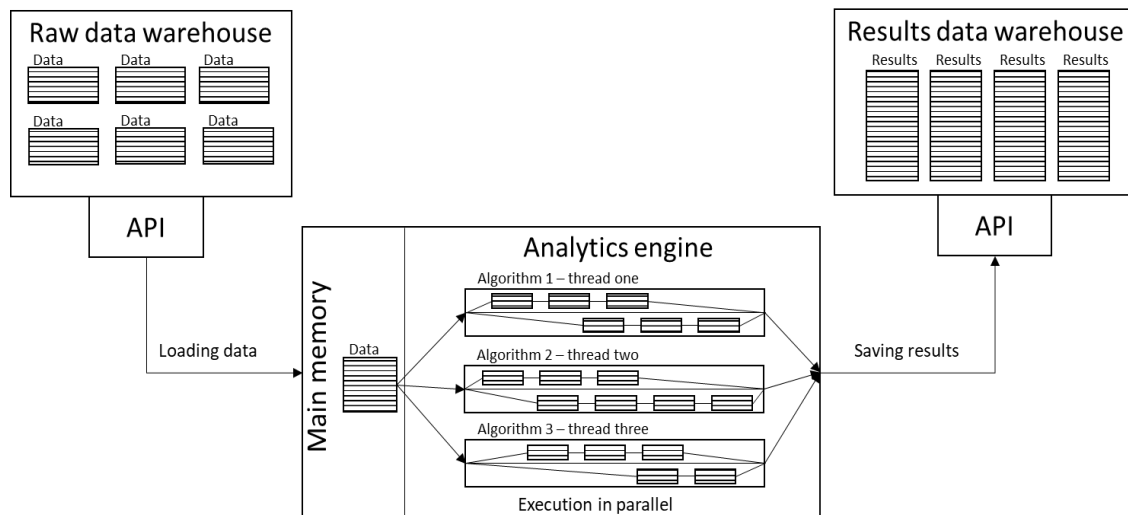 Raw data warehouse
Data
Data
Data
Data
Data
Data
API
Loading data
Main memory
Data
Analytics engine
Algorithm 1 – thread one
Algorithm 2 – thread two
Algorithm 3 – thread three
Execution in parallel
Results data warehouse
Results
Results
Results
Results
API
Saving results